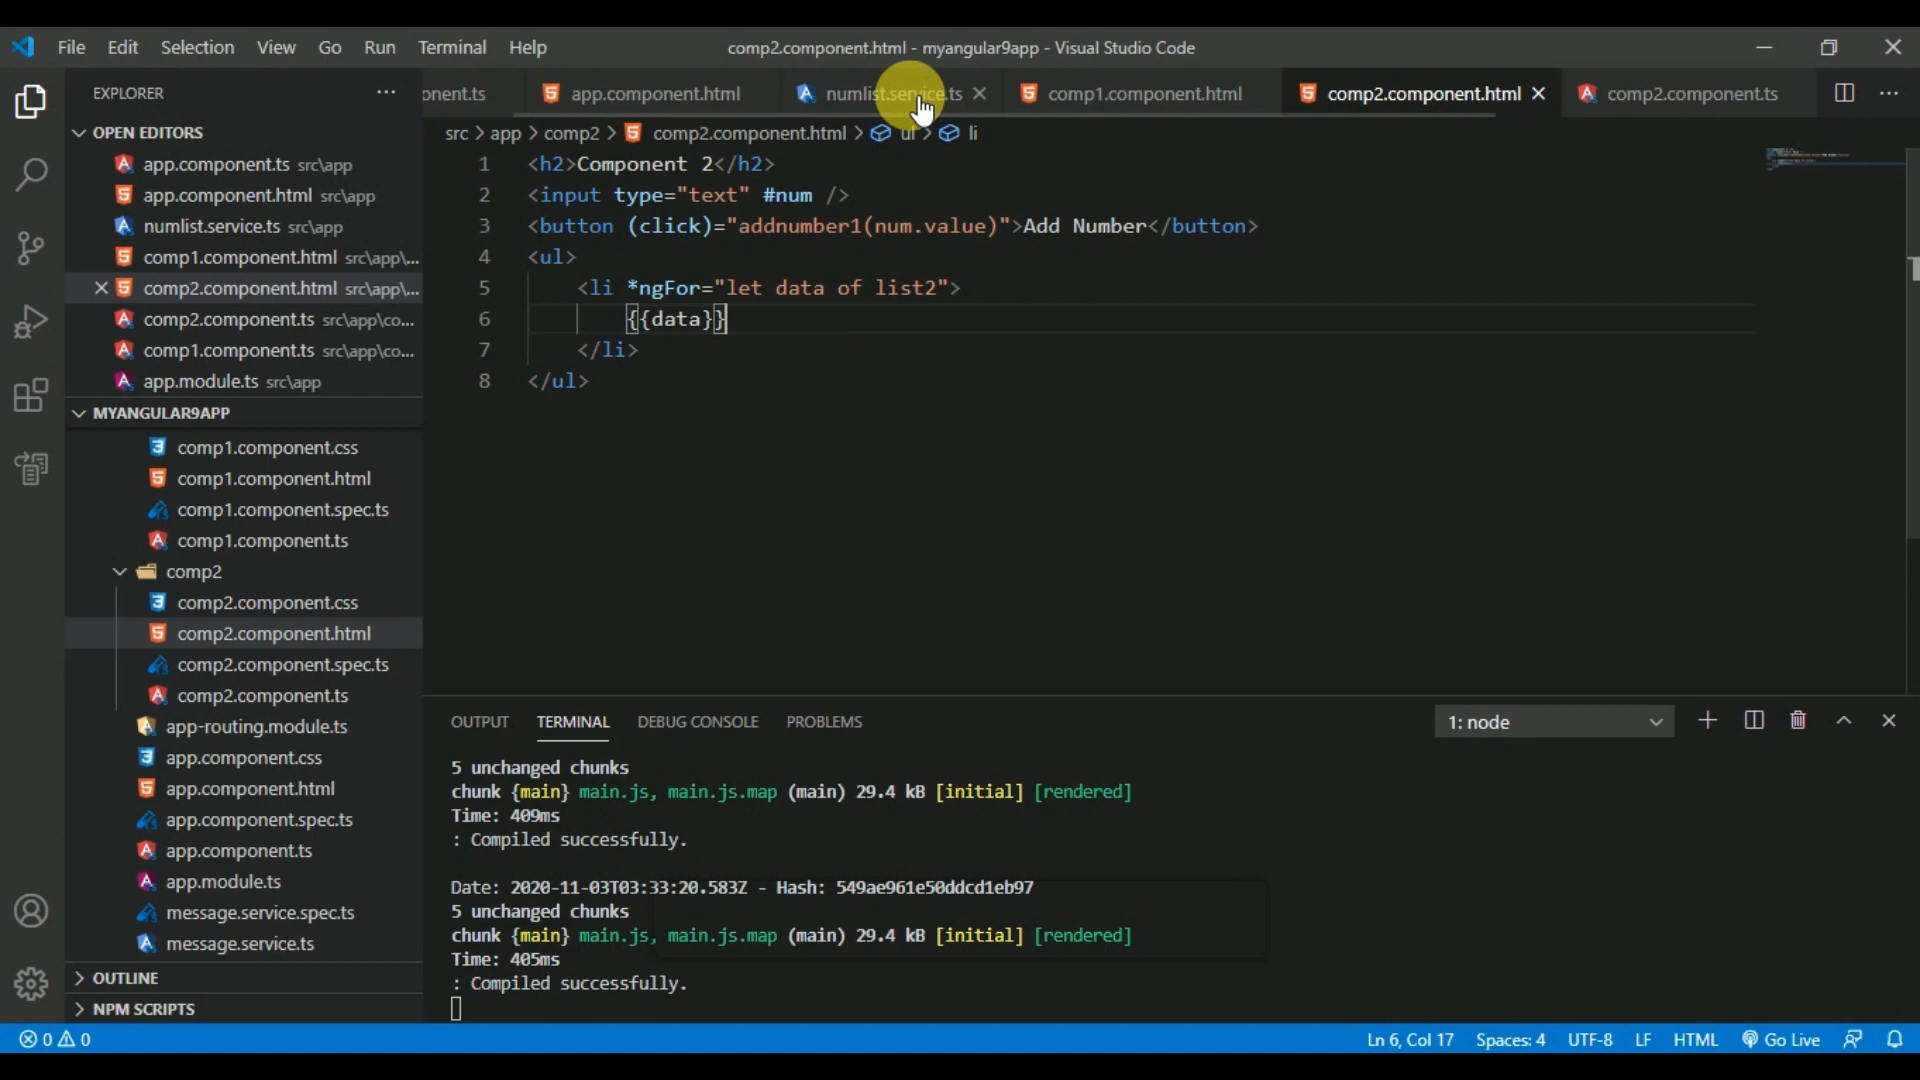 File Edit Selection View Go Run Terminal Help
comp2.component.html - myangular9app - Visual Studio Code
EXPLORER
onent.ts
app.component.html
numlist.service.ts
comp1.component.html
comp2.component.html
comp2.component.ts
OPEN EDITORS
app.component.ts src\app
app.component.html src\app
numlist.service.ts src\app
comp1.component.html src\app\...
comp2.component.html src\app\...
comp2.component.ts src\app\co...
comp1.component.ts src\app\co...
app.module.ts src\app
MYANGULAR9APP
comp1.component.css
comp1.component.html
comp1.component.spec.ts
comp1.component.ts
comp2
comp2.component.css
comp2.component.html
comp2.component.spec.ts
comp2.component.ts
app-routing.module.ts
app.component.css
app.component.html
app.component.spec.ts
app.component.ts
app.module.ts
message.service.spec.ts
message.service.ts
OUTLINE
NPM SCRIPTS
src > app > comp2 > comp2.component.html > ul > li
1 <h2>Component 2</h2>
2 <input type="text" #num />
3 <button (click)="addnumber1(num.value)">Add Number</button>
4 <ul>
5 <li *ngFor="let data of list2">
6 {{data}}
7 </li>
8 </ul>
OUTPUT TERMINAL DEBUG CONSOLE PROBLEMS
1: node
5 unchanged chunks
chunk {main} main.js, main.js.map (main) 29.4 kB [initial] [rendered]
Time: 409ms
: Compiled successfully.
Date: 2020-11-03T03:33:20.583Z - Hash: 549ae961e50ddcd1eb97
5 unchanged chunks
chunk {main} main.js, main.js.map (main) 29.4 kB [initial] [rendered]
Time: 405ms
: Compiled successfully.
0 0
Ln 6, Col 17 Spaces: 4 UTF-8 LF HTML Go Live